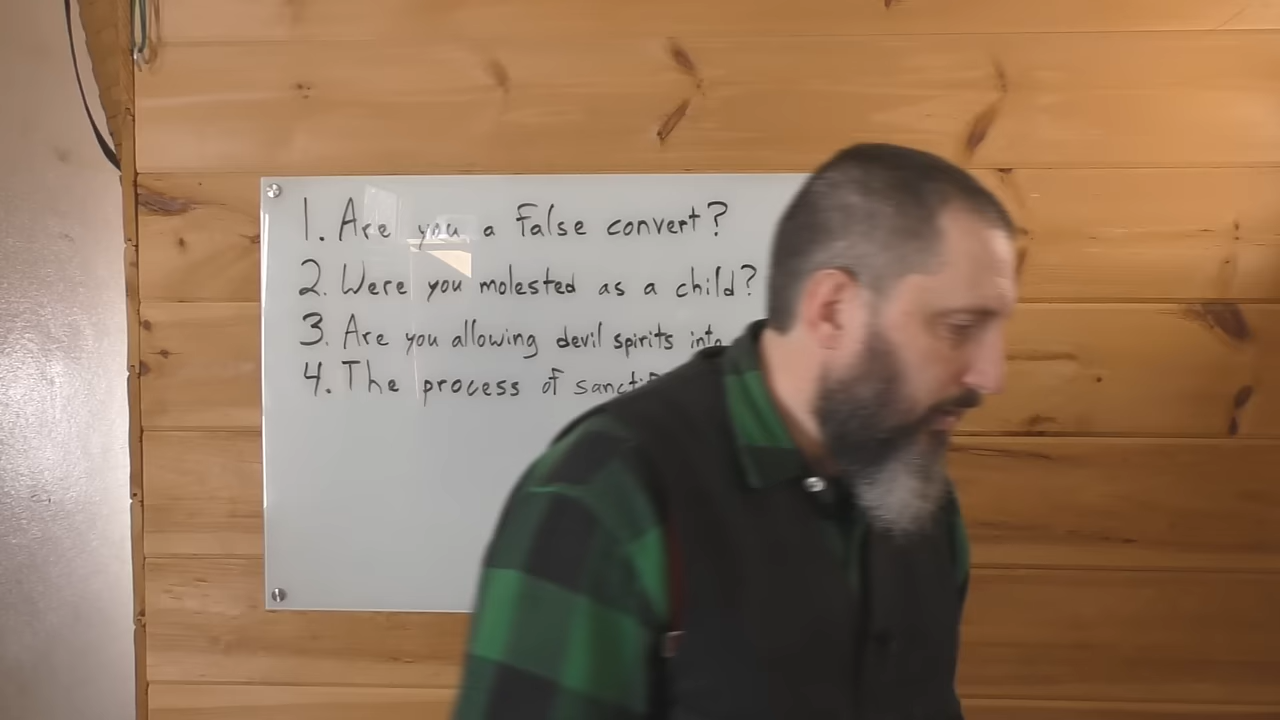 1. Are you a false convert?
2. Were you molested as a child?
3. Are you allowing devil spirits into
4. The process of